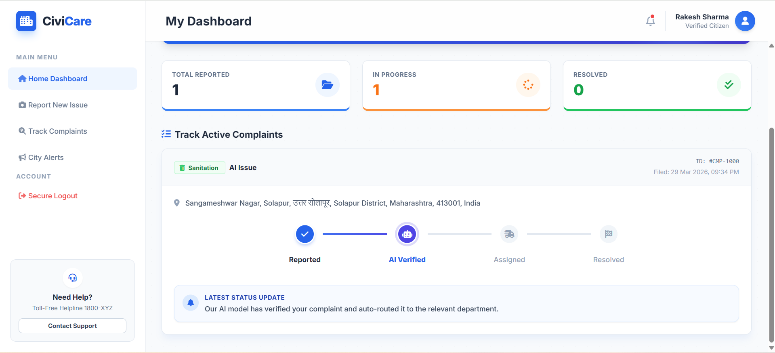 CiviCare
My Dashboard
Rakesh Sharma
Verified Citizen
MAIN MENU
Home Dashboard
Report New Issue
Track Complaints
City Alerts
ACCOUNT
Secure Logout
Need Help?
Toll-Free Helpline 1800-XYZ
Contact Support
TOTAL REPORTED
1
IN PROGRESS
1
RESOLVED
0
Track Active Complaints
Sanitation AI Issue
ID: #CMP-1000
Filed: 29 Mar 2026, 09:34 PM
Sangameshwar Nagar, Solapur, उत्तर सोलापूर, Solapur District, Maharashtra, 413001, India
Reported AI Verified Assigned Resolved
LATEST STATUS UPDATE
Our AI model has verified your complaint and auto-routed it to the relevant department.